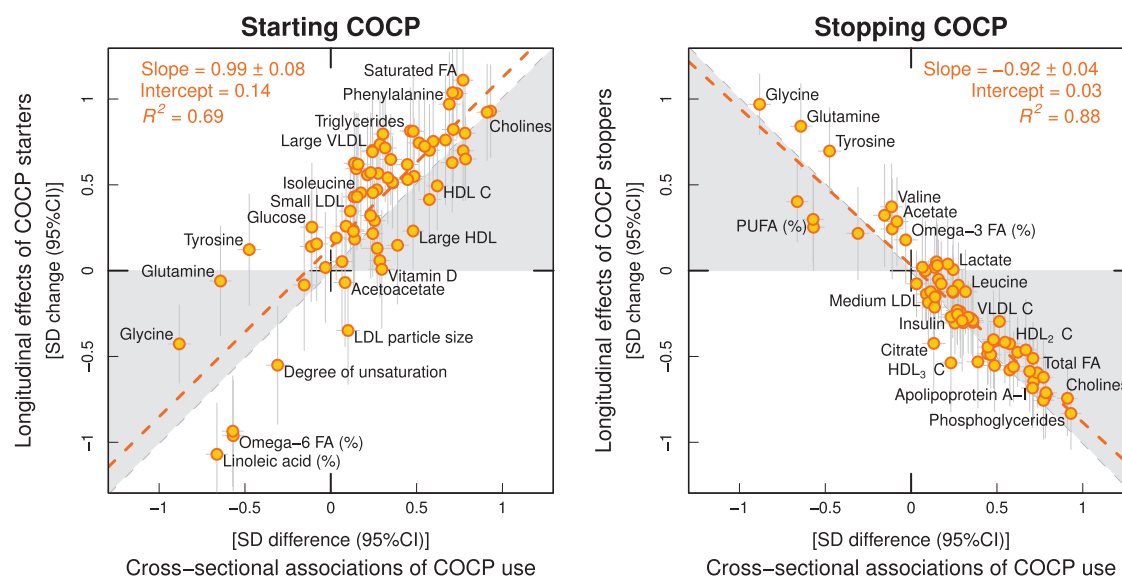 Starting COCP
Slope = 0.99 ± 0.08
Intercept = 0.14
R² = 0.69
Saturated FA
Phenylalanine
Triglycerides
Large VLDL
Cholines
Isoleucine
Small LDL
HDL C
Glucose
Large HDL
Tyrosine
Glutamine
Vitamin D
Acetoacetate
Glycine
LDL particle size
Degree of unsaturation
Omega−6 FA (%)
Linoleic acid (%)
1
0.5
0
−0.5
−1
−1
−0.5
0
0.5
1
Longitudinal effects of COCP starters
[SD change (95%CI)]
[SD difference (95%CI)]
Cross−sectional associations of COCP use
Stopping COCP
Slope = −0.92 ± 0.04
Intercept = 0.03
R² = 0.88
Glycine
Glutamine
Tyrosine
Valine
Acetate
PUFA (%)
Omega−3 FA (%)
Lactate
Leucine
Medium LDL
VLDL C
Insulin
HDL₂ C
Citrate
HDL₃ C
Total FA
Cholines
Apolipoprotein A−I
Phosphoglycerides
1
0.5
0
−0.5
−1
−1
−0.5
0
0.5
1
Longitudinal effects of COCP stoppers
[SD change (95%CI)]
[SD difference (95%CI)]
Cross−sectional associations of COCP use